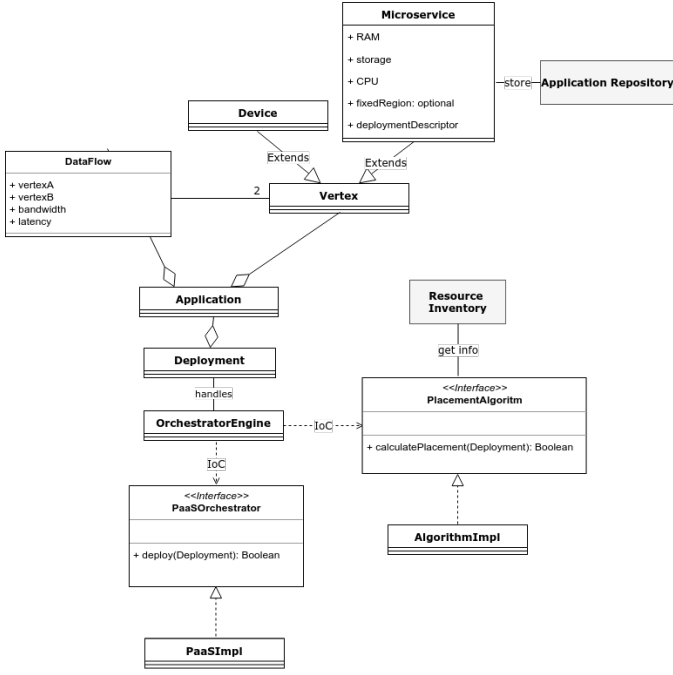 Microservice
+ RAM
+ storage
+ CPU
+ fixedRegion: optional
+ deploymentDescriptor
store
Application Repository
Device
Extends
Extends
DataFlow
+ vertexA
+ vertexB
+ bandwidth
+ latency
2
Vertex
Application
Resource
Inventory
get info
Deployment
handles
<<Interface>>
PlacementAlgoritm
+ calculatePlacement(Deployment): Boolean
OrchestratorEngine
IoC
IoC
<<Interface>>
PaaSOrchestrator
+ deploy(Deployment): Boolean
AlgorithmImpl
PaaSImpl